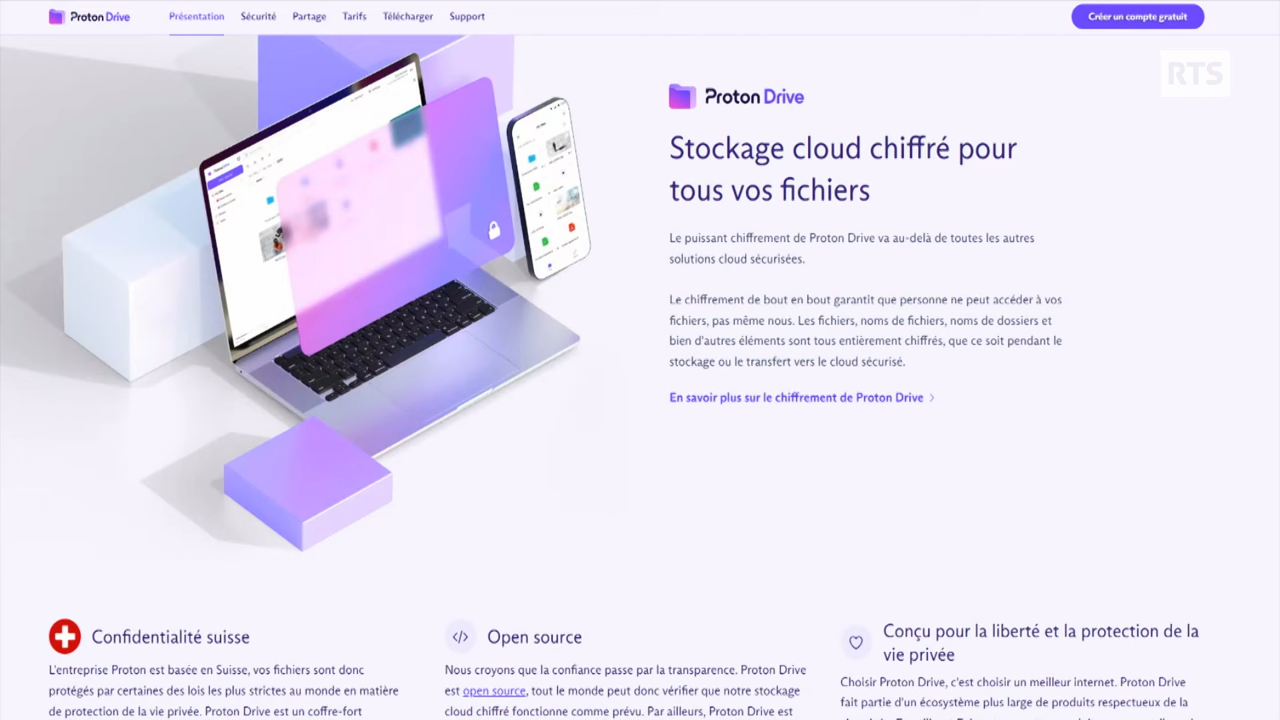 Proton Drive
Présentation
Sécurité
Partage
Tarifs
Télécharger
Support
Créer un compte gratuit
RTS
Proton Drive
Stockage cloud chiffré pour
tous vos fichiers
Le puissant chiffrement de Proton Drive va au-delà de toutes les autres
solutions cloud sécurisées.
Le chiffrement de bout en bout garantit que personne ne peut accéder à vos
fichiers, pas même nous. Les fichiers, noms de fichiers, noms de dossiers et
bien d'autres éléments sont tous entièrement chiffrés, que ce soit pendant le
stockage ou le transfert vers le cloud sécurisé.
En savoir plus sur le chiffrement de Proton Drive >
Confidentialité suisse
L'entreprise Proton est basée en Suisse, vos fichiers sont donc
protégés par certaines des lois les plus strictes au monde en matière
de protection de la vie privée. Proton Drive est un coffre-fort
</> Open source
Nous croyons que la confiance passe par la transparence. Proton Drive
est open source, tout le monde peut donc vérifier que notre stockage
cloud chiffré fonctionne comme prévu. Par ailleurs, Proton Drive est
Conçu pour la liberté et la protection de la
vie privée
Choisir Proton Drive, c'est choisir un meilleur internet. Proton Drive
fait partie d'un écosystème plus large de produits respectueux de la